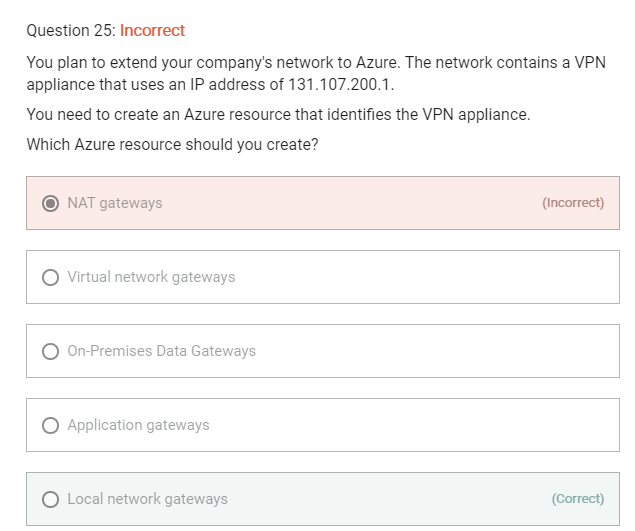 Question 25: Incorrect
You plan to extend your company's network to Azure. The network contains a VPN
appliance that uses an IP address of 131.107.200.1.
You need to create an Azure resource that identifies the VPN appliance.
Which Azure resource should you create?
NAT gateways (Incorrect)
Virtual network gateways
On-Premises Data Gateways
Application gateways
Local network gateways (Correct)